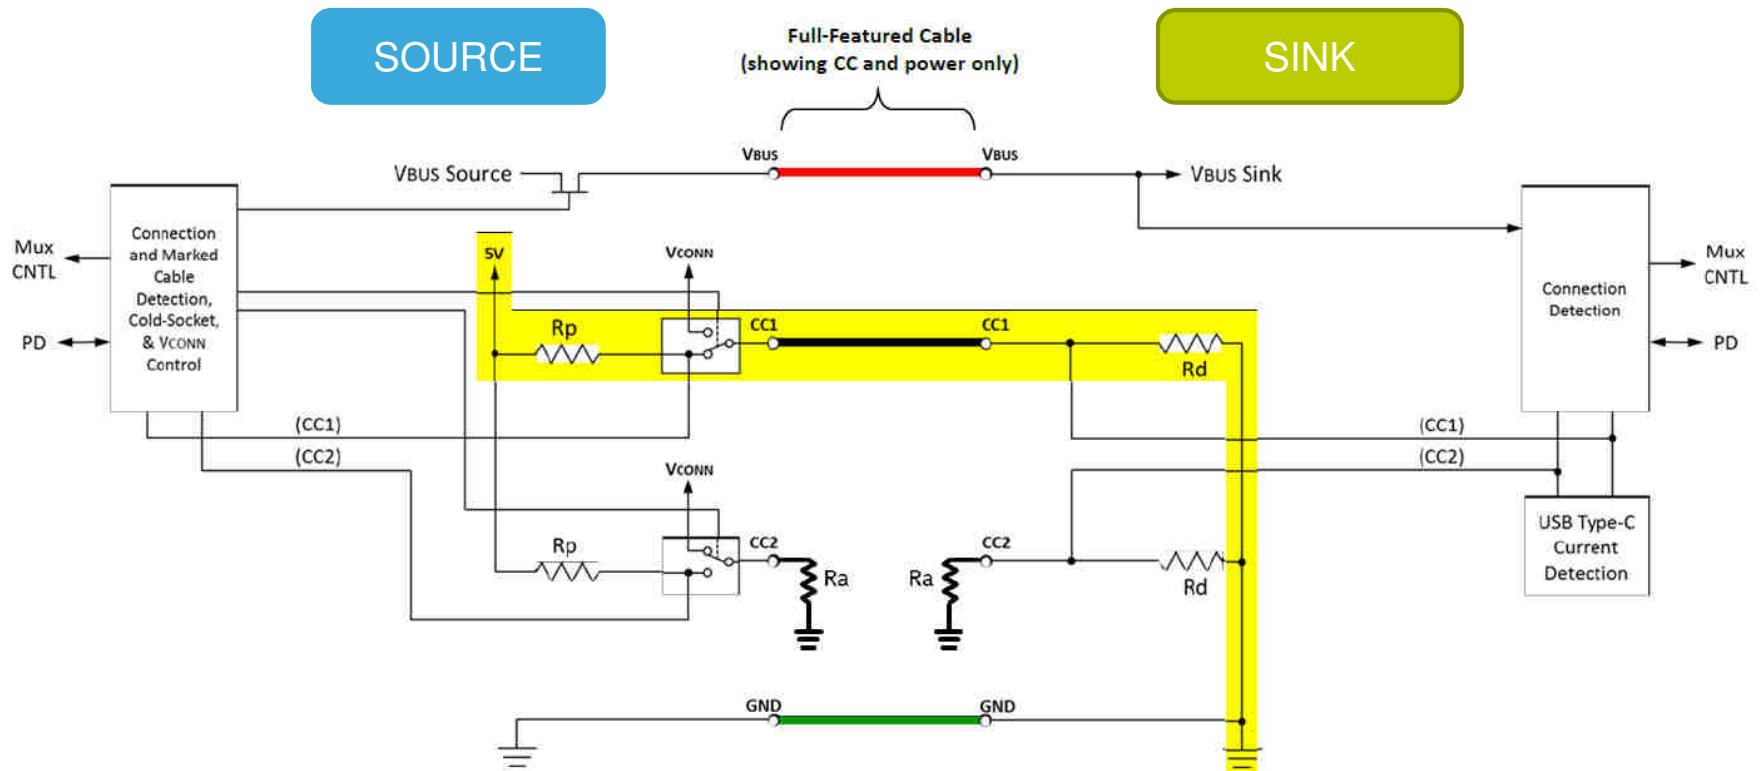 SOURCE
Full-Featured Cable
(showing CC and power only)
SINK
VBUS Source
VBUS
VBUS
VBUS Sink
Connection
and Marked
Cable
Detection,
Cold-Socket,
& VCONN
Control
Mux
CNTL
PD
5V
VCONN
Rp
CC1
CC1
Rd
Connection
Detection
Mux
CNTL
PD
(CC1)
(CC2)
(CC1)
(CC2)
VCONN
Rp
CC2
Ra
Ra
CC2
Rd
USB Type-C
Current
Detection
GND
GND